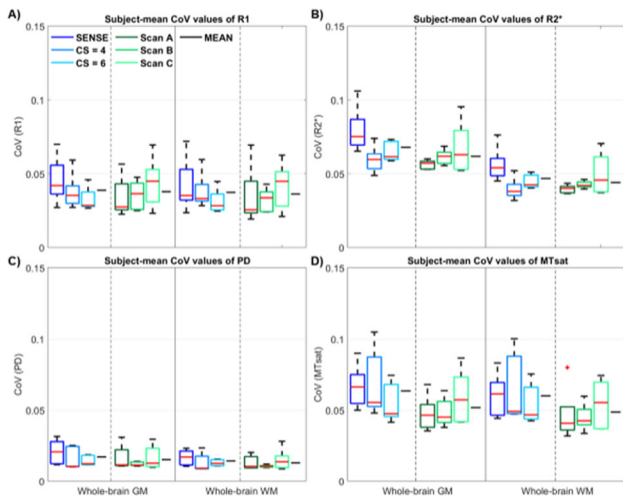 A) Subject-mean CoV values of R1
SENSE
CS = 4
CS = 6
Scan A
Scan B
Scan C
MEAN
CoV (R1)
0.15
0.1
0.05
0
B) Subject-mean CoV values of R2*
CoV (R2*)
0.15
0.1
0.05
0
C) Subject-mean CoV values of PD
CoV (PD)
0.15
0.1
0.05
0
Whole-brain GM Whole-brain WM
D) Subject-mean CoV values of MTsat
CoV (MTsat)
0.15
0.1
0.05
0
Whole-brain GM Whole-brain WM